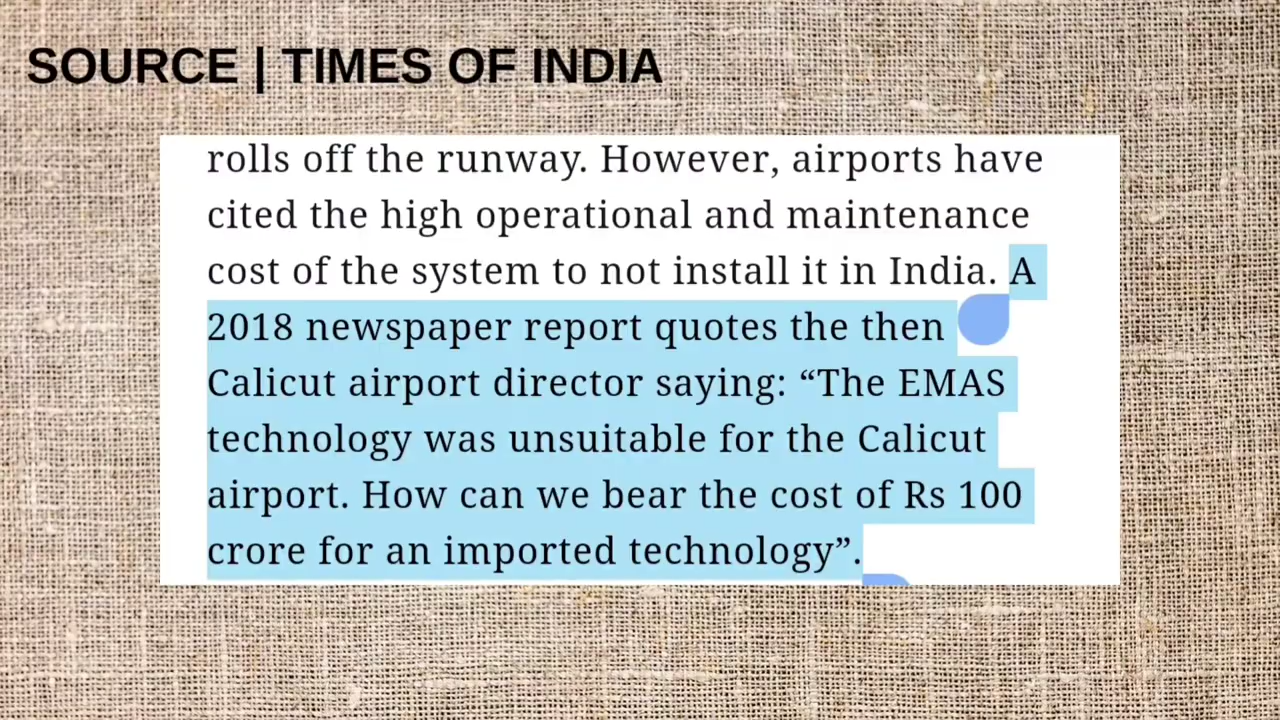 SOURCE | TIMES OF INDIA
rolls off the runway. However, airports have
cited the high operational and maintenance
cost of the system to not install it in India. A
2018 newspaper report quotes the then
Calicut airport director saying: “The EMAS
technology was unsuitable for the Calicut
airport. How can we bear the cost of Rs 100
crore for an imported technology”.